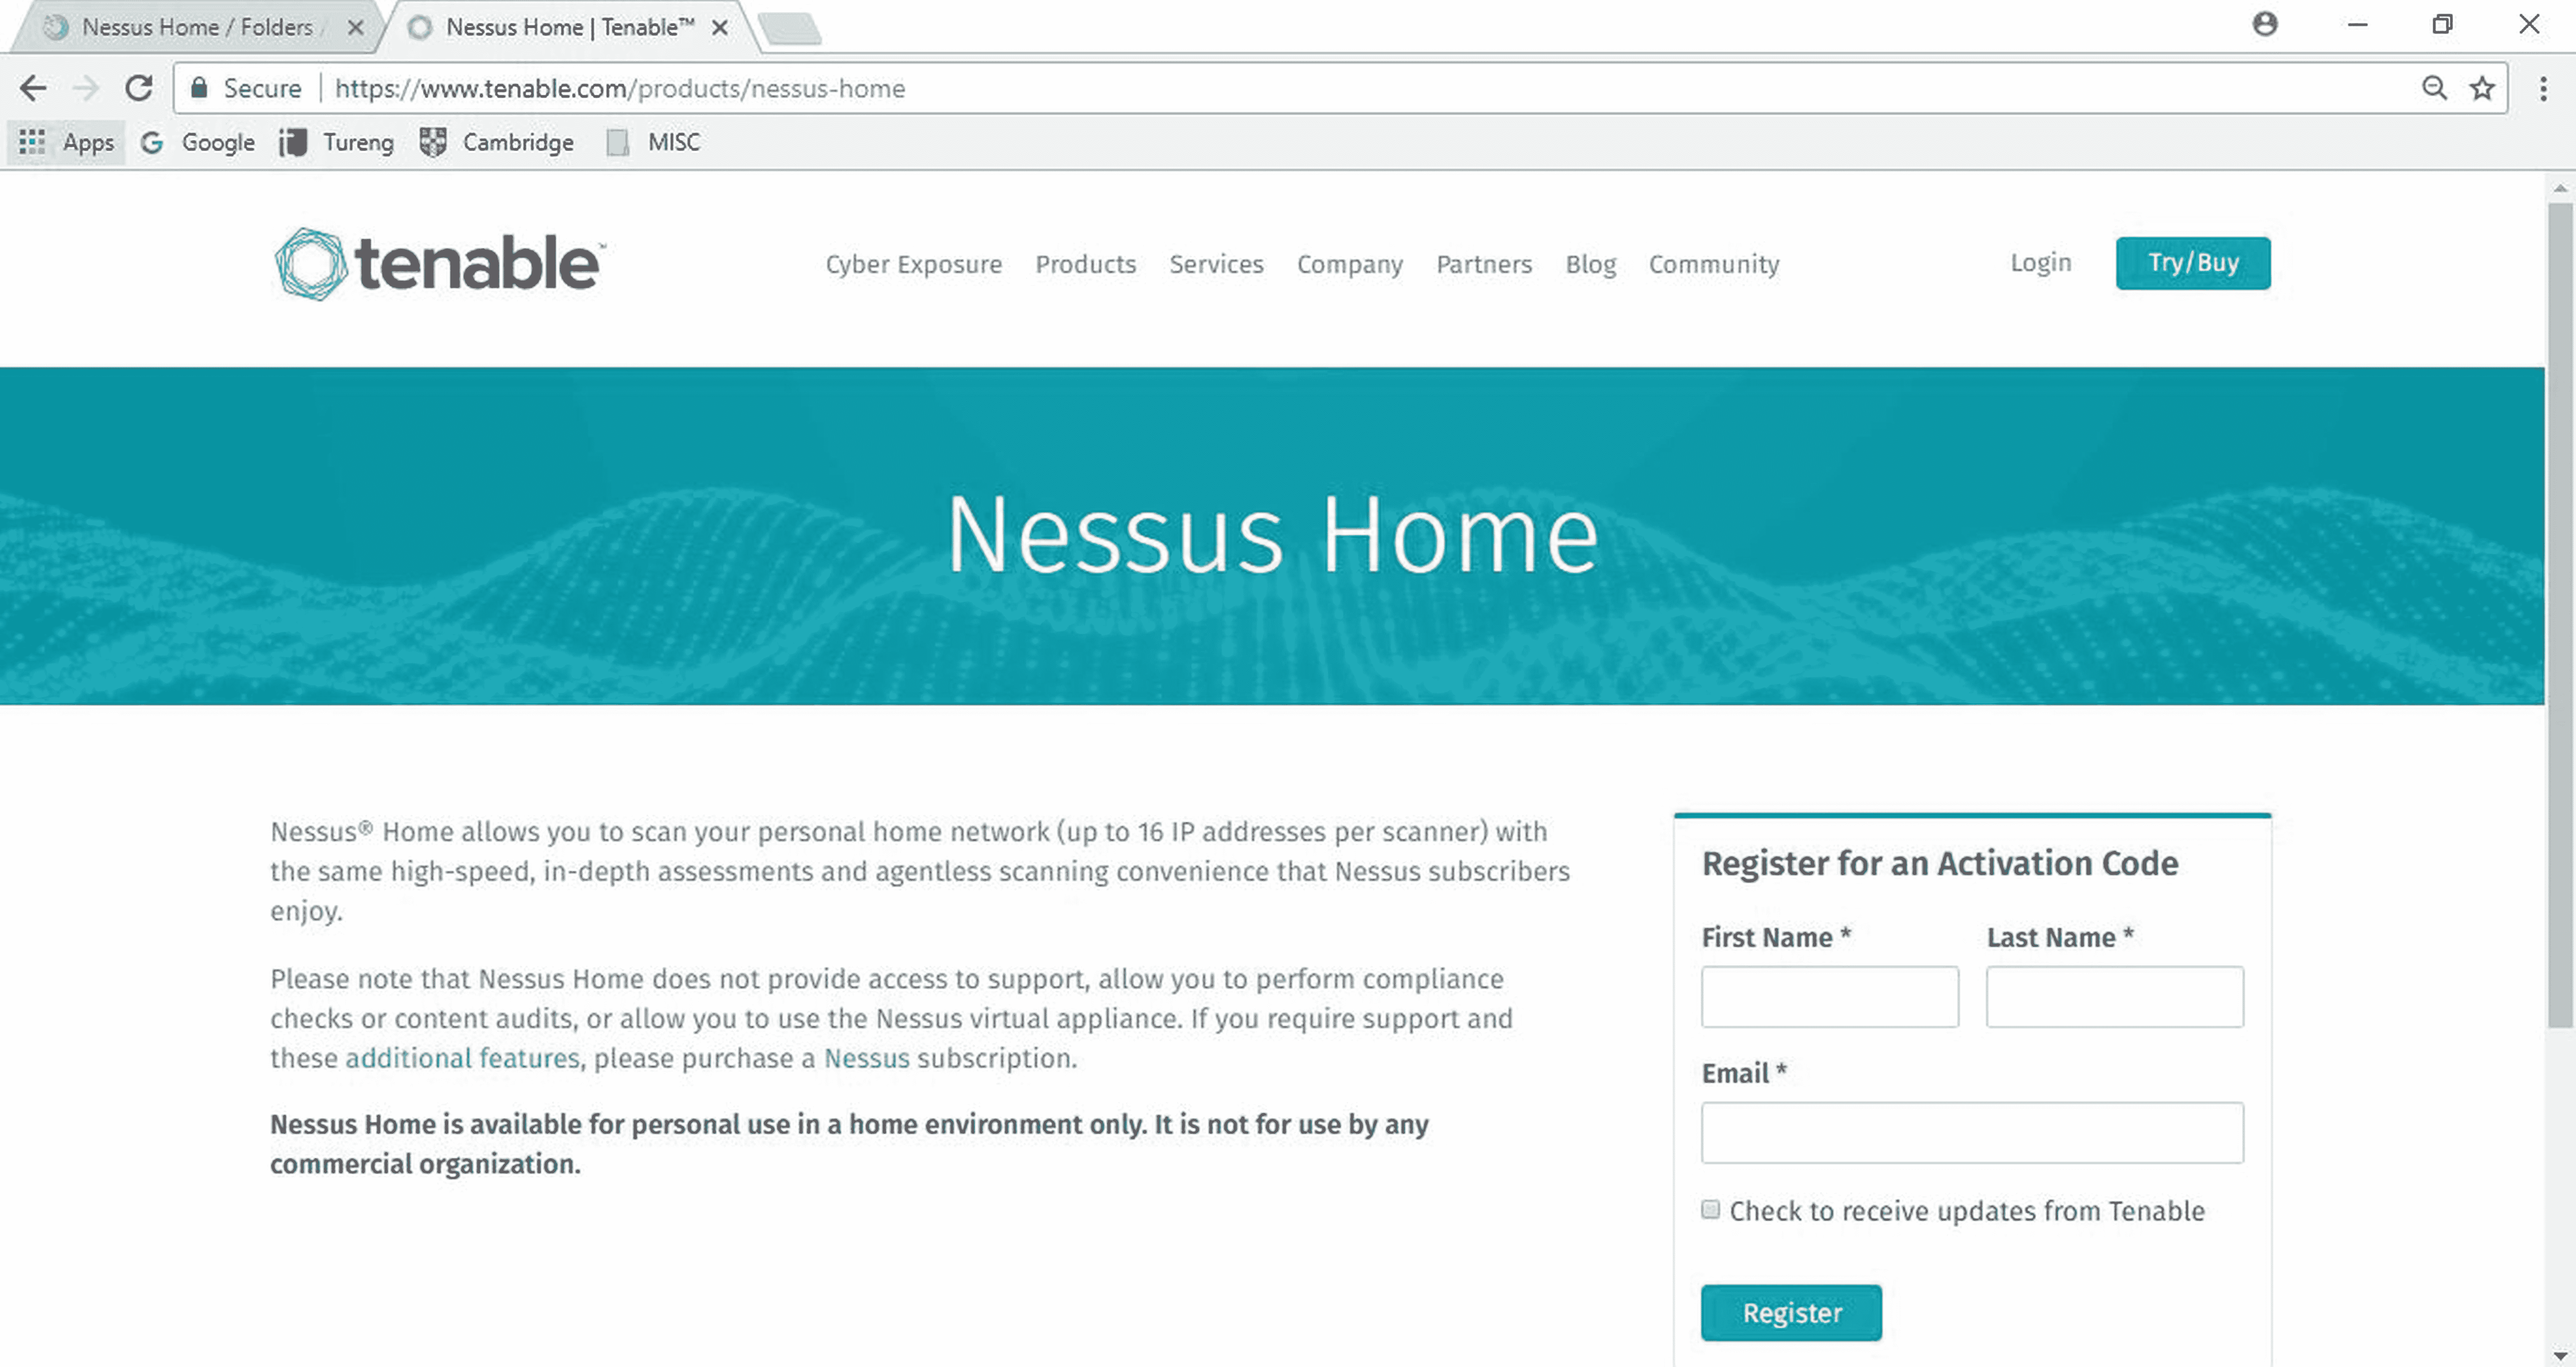 Nessus Home / Folders /
Nessus Home | Tenable™
Secure
https://www.tenable.com/products/nessus-home
Apps
Google
Tureng
Cambridge
MISC
tenable™
Cyber Exposure
Products
Services
Company
Partners
Blog
Community
Login
Try/Buy
Nessus Home
Nessus® Home allows you to scan your personal home network (up to 16 IP addresses per scanner) with
the same high-speed, in-depth assessments and agentless scanning convenience that Nessus subscribers
enjoy.
Please note that Nessus Home does not provide access to support, allow you to perform compliance
checks or content audits, or allow you to use the Nessus virtual appliance. If you require support and
these additional features, please purchase a Nessus subscription.
Nessus Home is available for personal use in a home environment only. It is not for use by any
commercial organization.
Register for an Activation Code
First Name *
Last Name *
Email *
Check to receive updates from Tenable
Register